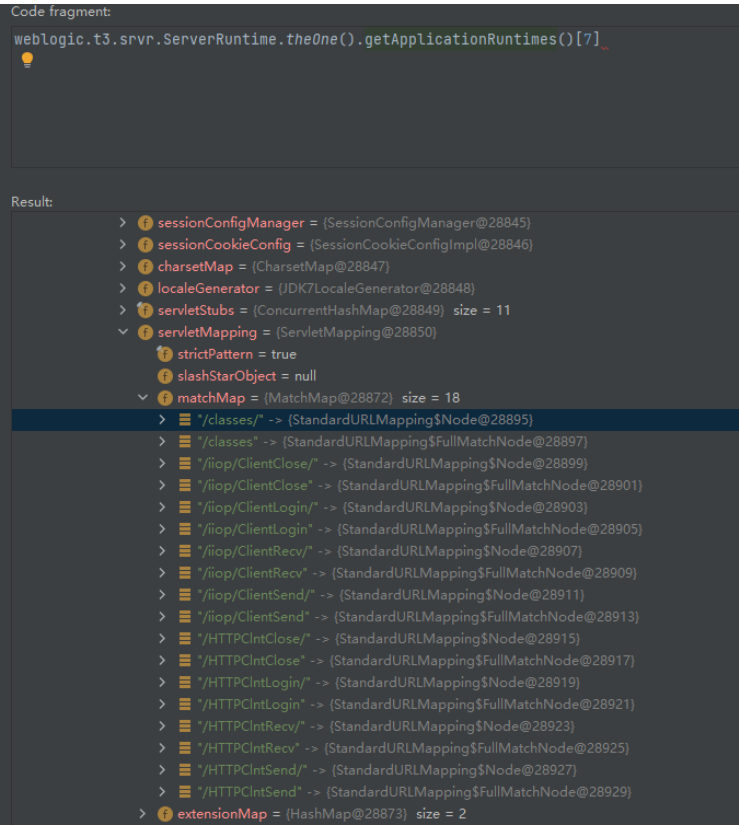 Code fragment:
weblogic.t3.srvr.ServerRuntime.theOne().getApplicationRuntimes()[7]
Result:
sessionConfigManager = {SessionConfigManager@28845}
sessionCookieConfig = {SessionCookieConfigImpl@28846}
charsetMap = {CharsetMap@28847}
localeGenerator = {JDK7LocaleGenerator@28848}
servletStubs = {ConcurrentHashMap@28849} size = 11
servletMapping = {ServletMapping@28850}
strictPattern = true
slashStarObject = null
matchMap = {MatchMap@28872} size = 18
"/classes/" -> {StandardURLMapping$Node@28895}
"/classes" -> {StandardURLMapping$FullMatchNode@28897}
"/iiop/ClientClose/" -> {StandardURLMapping$Node@28899}
"/iiop/ClientClose" -> {StandardURLMapping$FullMatchNode@28901}
"/iiop/ClientLogin/" -> {StandardURLMapping$Node@28903}
"/iiop/ClientLogin" -> {StandardURLMapping$FullMatchNode@28905}
"/iiop/ClientRecv/" -> {StandardURLMapping$Node@28907}
"/iiop/ClientRecv" -> {StandardURLMapping$FullMatchNode@28909}
"/iiop/ClientSend/" -> {StandardURLMapping$Node@28911}
"/iiop/ClientSend" -> {StandardURLMapping$FullMatchNode@28913}
"/HTTPClntClose/" -> {StandardURLMapping$Node@28915}
"/HTTPClntClose" -> {StandardURLMapping$FullMatchNode@28917}
"/HTTPClntLogin/" -> {StandardURLMapping$Node@28919}
"/HTTPClntLogin" -> {StandardURLMapping$FullMatchNode@28921}
"/HTTPClntRecv/" -> {StandardURLMapping$Node@28923}
"/HTTPClntRecv" -> {StandardURLMapping$FullMatchNode@28925}
"/HTTPClntSend/" -> {StandardURLMapping$Node@28927}
"/HTTPClntSend" -> {StandardURLMapping$FullMatchNode@28929}
extensionMap = {HashMap@28873} size = 2